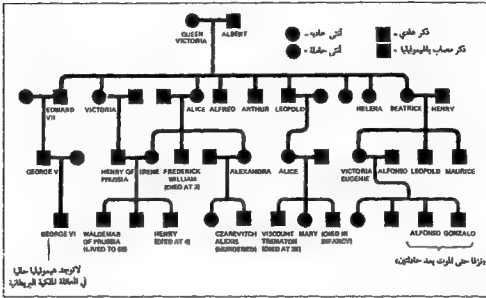 QUEEN VICTORIA
ALBERT
أنثى عاديه -
ذكر عادي -
أنثى حاملة -
ذكر مصاب بالهيموفيليا -
EDWARD VII
VICTORIA
ALICE
ALFRED
ARTHUR
LEOPOLD
HELENA
BEATRICE
HENRY
GEORGE V
HENRY OF PRUSSIA
IRENE
FREDERICK WILLIAM (DIED AT 3)
ALEXANDRA
ALICE
VICTORIA EUGENIE
ALFONSO
LEOPOLD
MAURICE
GEORGE VI
WALDEMAR OF PRUSSIA (LIVED TO 56)
HENRY (DIED AT 4)
CZAREVITCH ALEXIS (MURDERED)
VISCOUNT TREMATON (DIED AT 20)
MARY
(DIED IN INFANCY)
ALFONSO
GONZALO
لاتوجد هيموفيليا حاليا
في العائلة الملكية البريطانية
(نزفا حتى الموت بعد حادثتين)